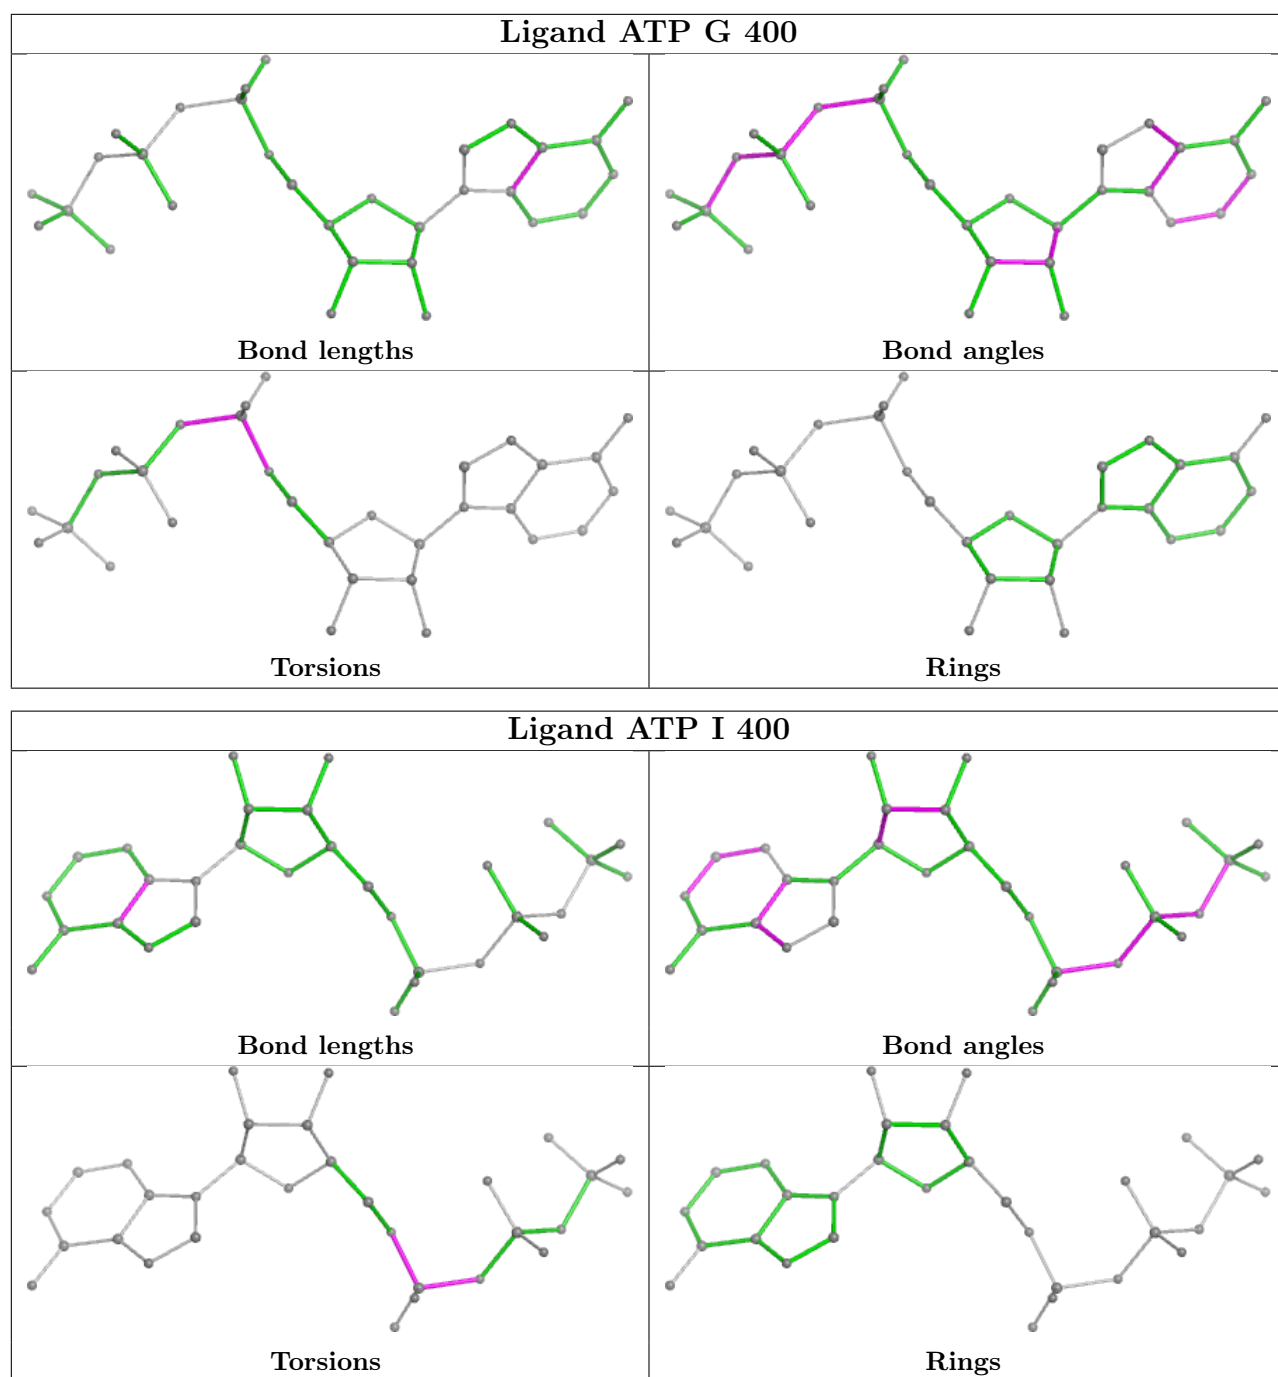 Ligand ATP G 400
Bond lengths
Bond angles
Torsions
Rings
Ligand ATP I 400
Bond lengths
Bond angles
Torsions
Rings